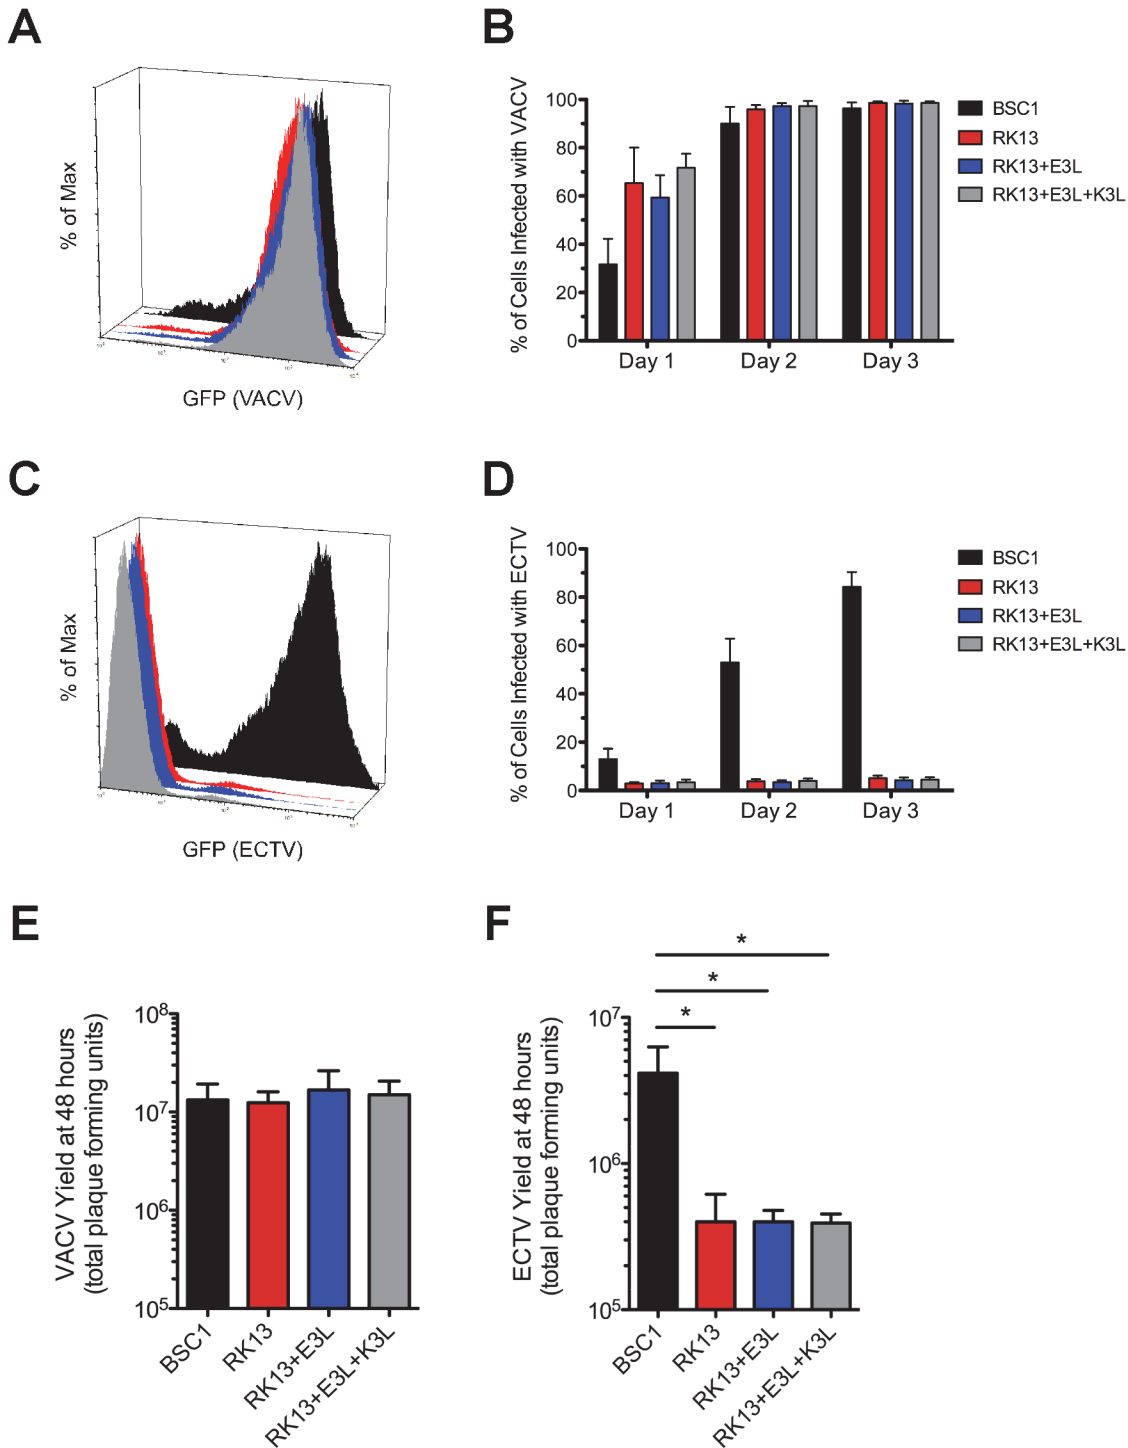 A
% of Max
GFP (VACV)
B
% of Cells Infected with VACV
100
80
60
40
20
0
Day 1
Day 2
Day 3
BSC1
RK13
RK13+E3L
RK13+E3L+K3L
C
% of Max
GFP (ECTV)
D
% of Cells Infected with ECTV
100
80
60
40
20
0
Day 1
Day 2
Day 3
BSC1
RK13
RK13+E3L
RK13+E3L+K3L
E
VACV Yield at 48 hours
(total plaque forming units)
10⁸
10⁷
10⁶
10⁵
BSC1
RK13
RK13+E3L
RK13+E3L+K3L
F
*
*
*
ECTV Yield at 48 hours
(total plaque forming units)
10⁷
10⁶
10⁵
BSC1
RK13
RK13+E3L
RK13+E3L+K3L